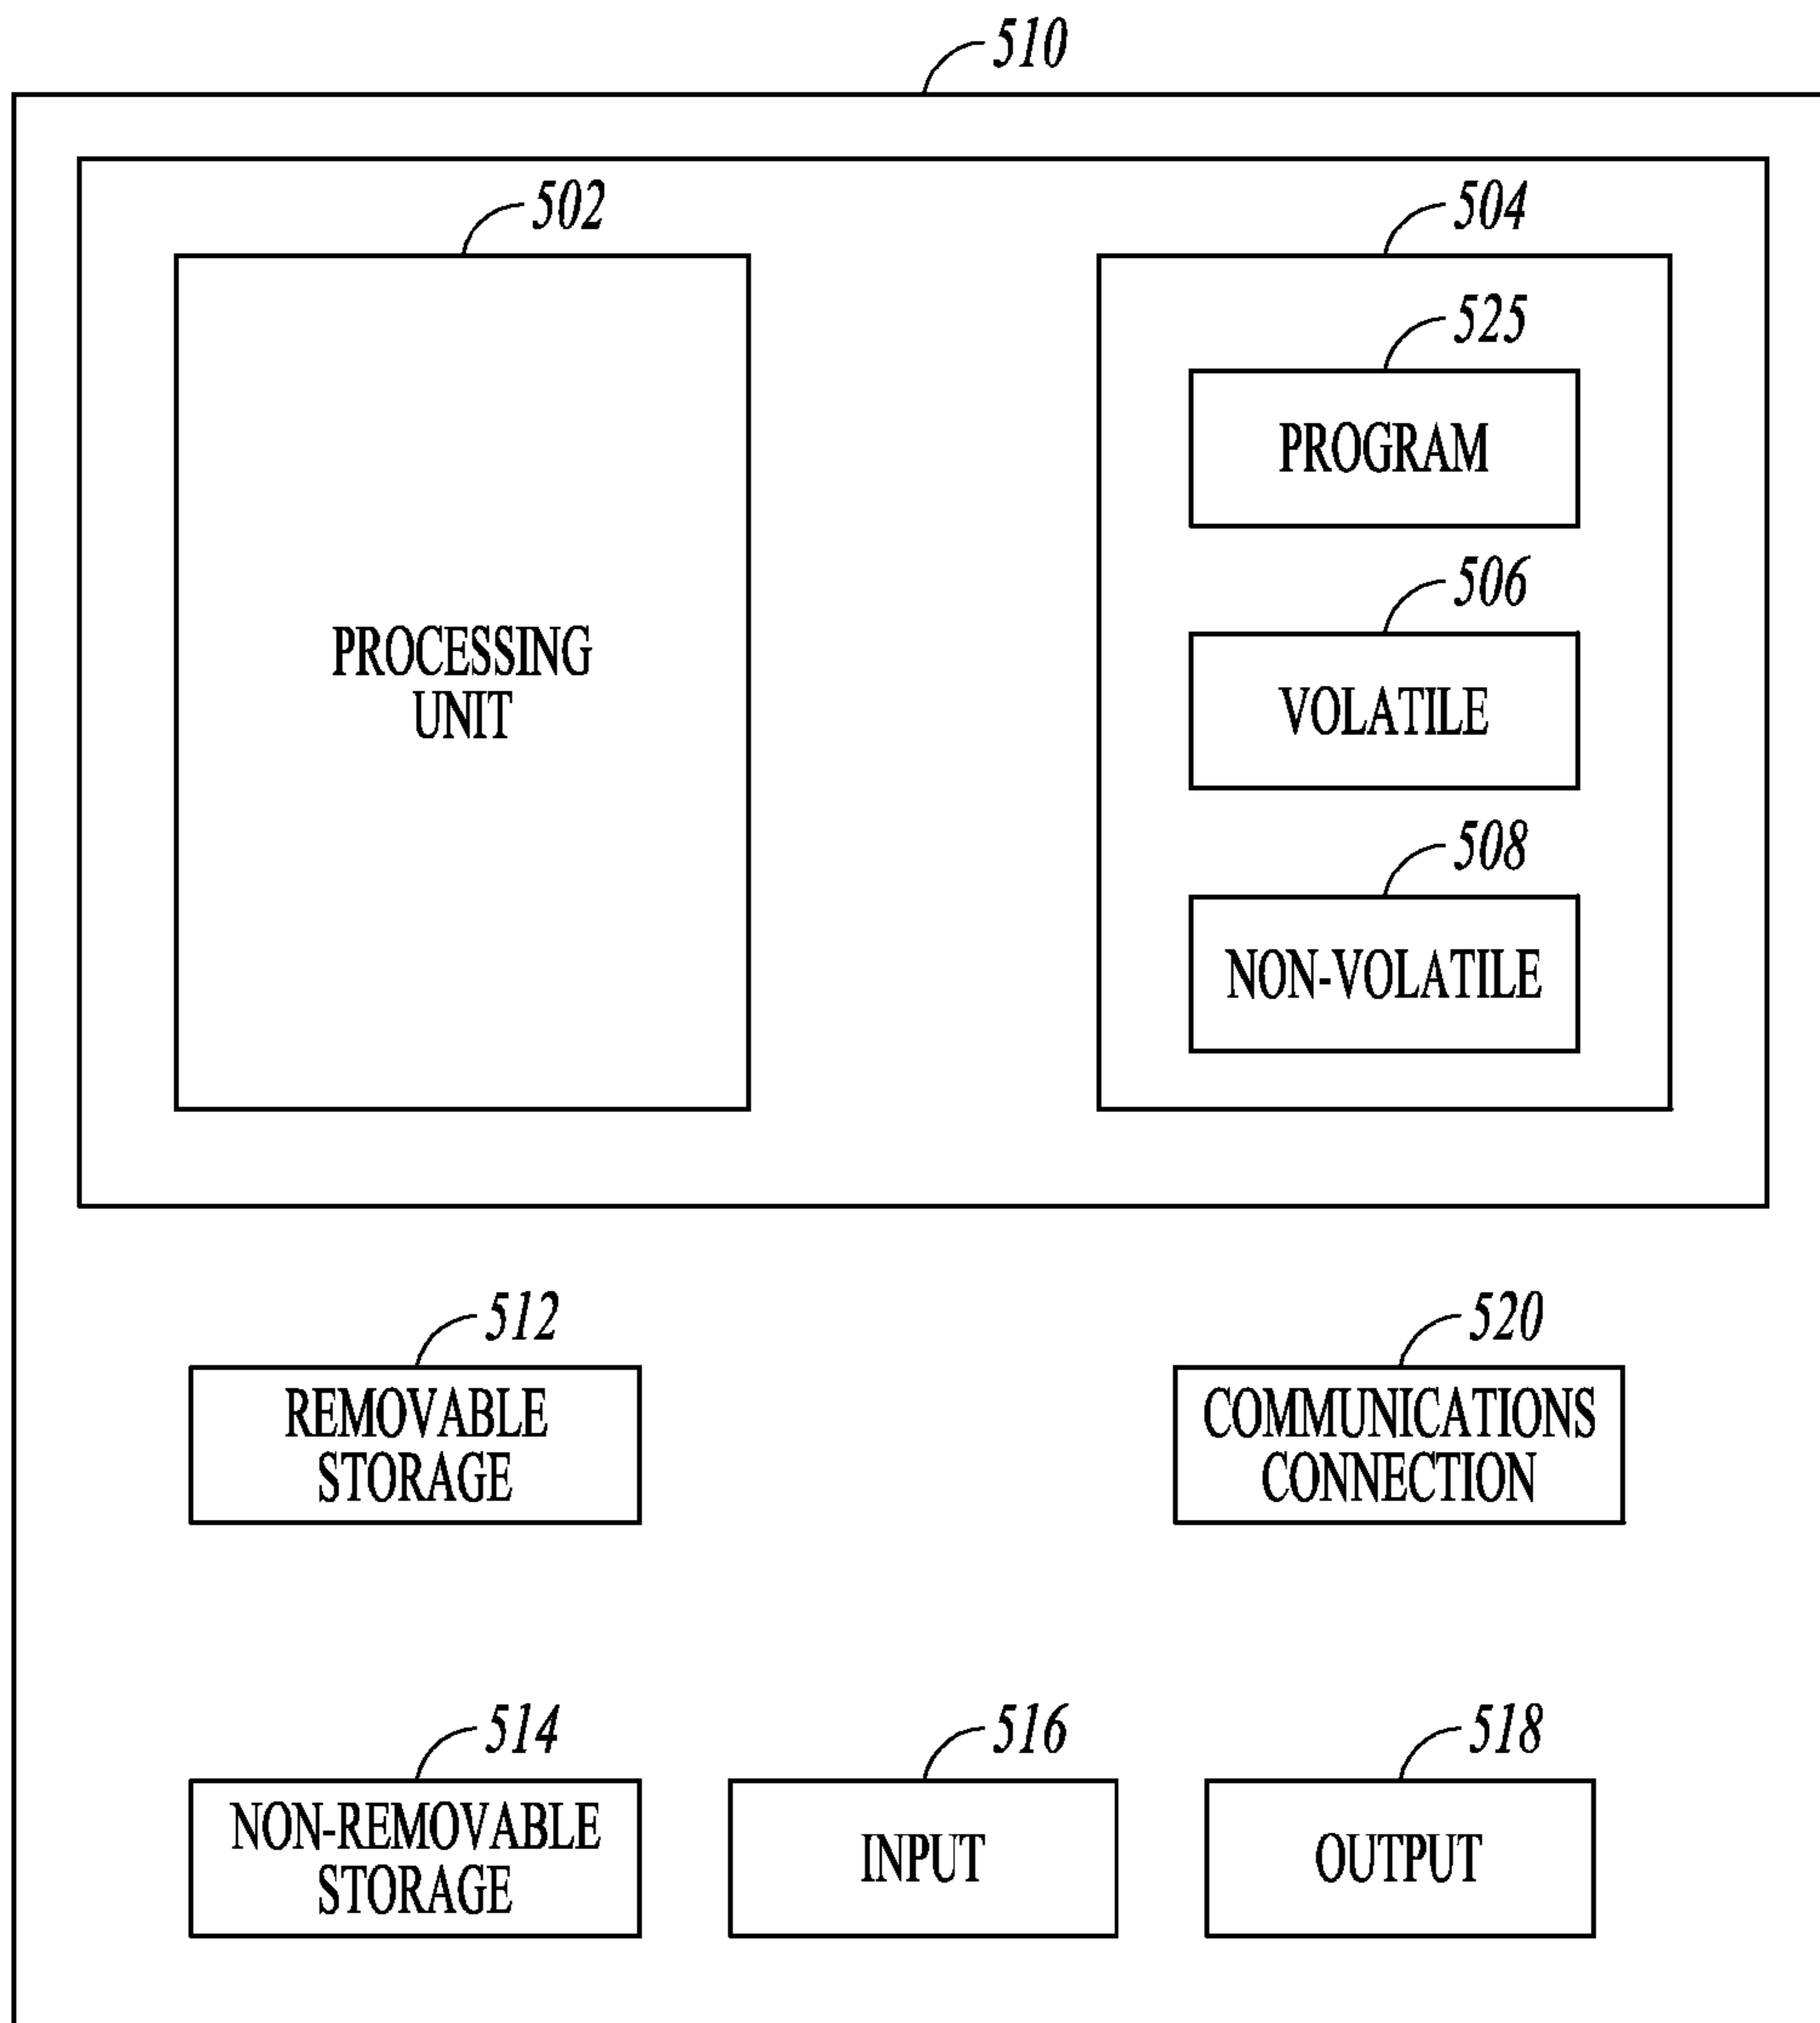 510
502
504
525
PROGRAM
506
PROCESSING
UNIT
VOLATILE
508
NON-VOLATILE
512
520
REMOVABLE
STORAGE
COMMUNICATIONS
CONNECTION
514
516
518
NON-REMOVABLE
STORAGE
INPUT
OUTPUT